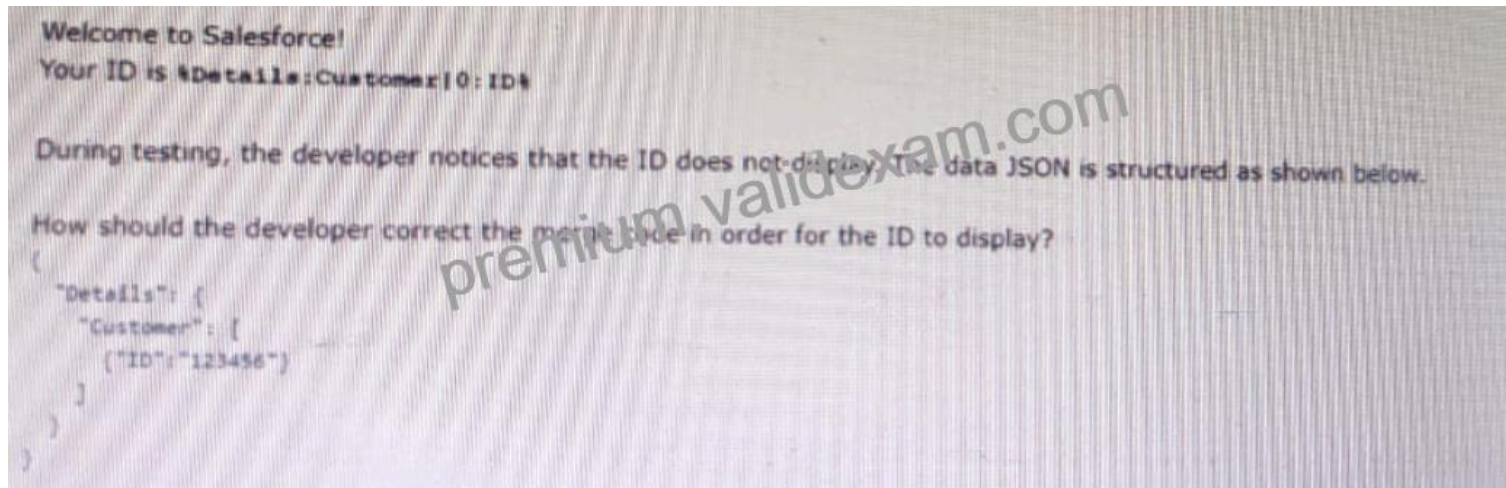 Welcome to Salesforce!
Your ID is %Details:Customer|0:ID%
During testing, the developer notices that the ID does not display. The data JSON is structured as shown below.
How should the developer correct the merge code in order for the ID to display?
{
"Details": {
"Customer": [
{"ID":"123456"}
]
}
}
premium.validexam.com